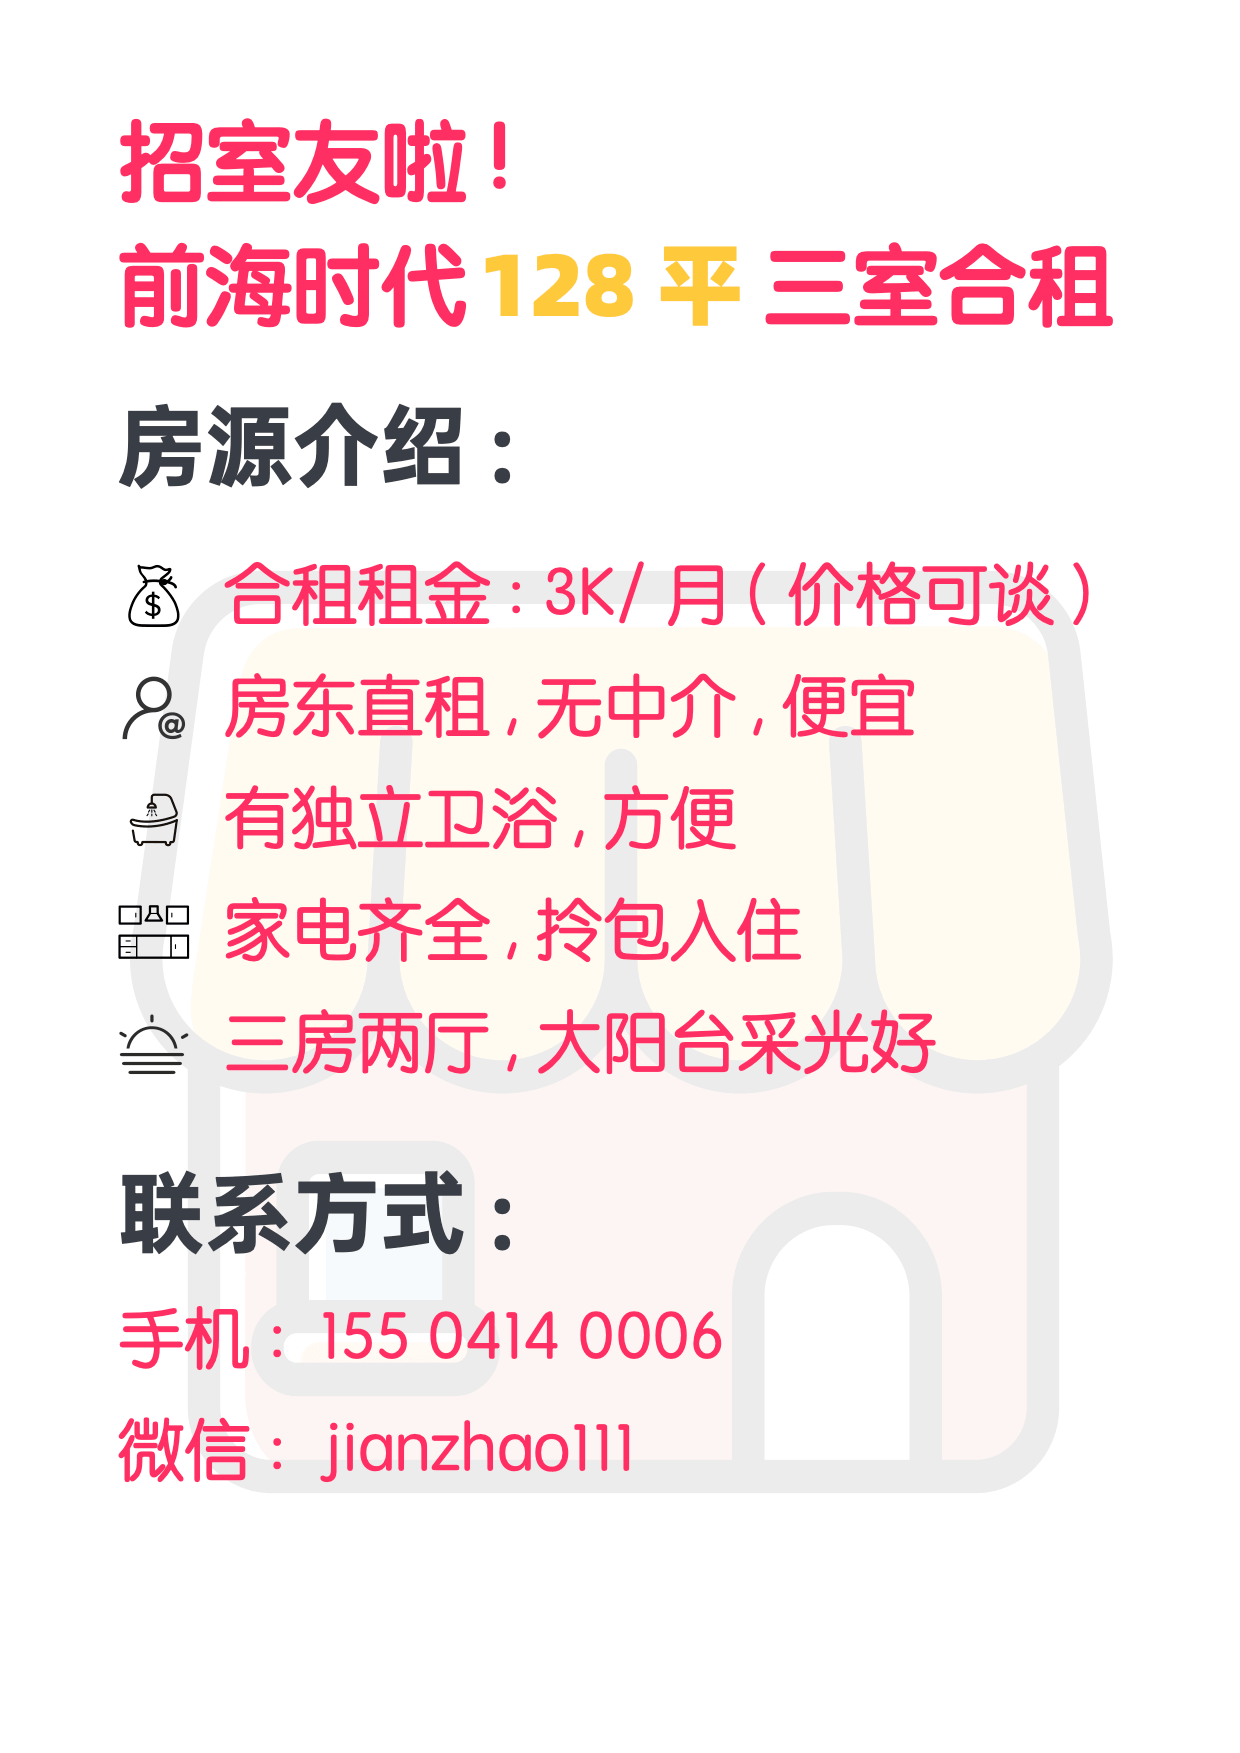 招室友啦！
前海时代 128 平 三室合租
房源介绍：
$ 合租租金：3K/ 月（价格可谈）
@ 房东直租，无中介，便宜
有独立卫浴，方便
家电齐全，拎包入住
三房两厅，大阳台采光好
联系方式：
手机： 155 0414 0006
微信： jianzhao111